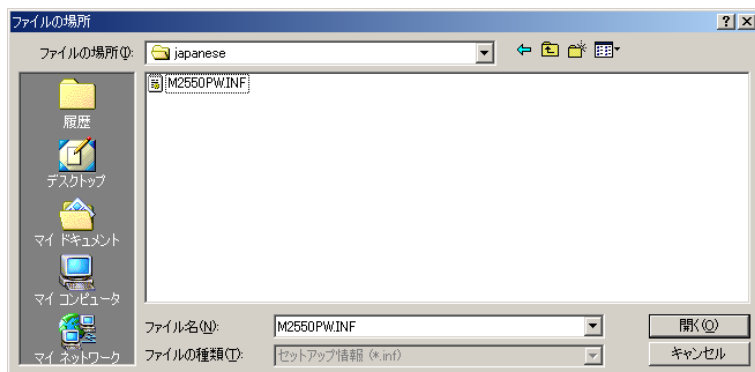 ファイルの場所
ファイルの場所(I):
japanese
M2550PW.INF
履歴
デスクトップ
マイ ドキュメント
マイ コンピュータ
マイ ネットワーク
ファイル名(N):
M2550PW.INF
開く(O)
ファイルの種類(T):
セットアップ情報 (*.inf)
キャンセル